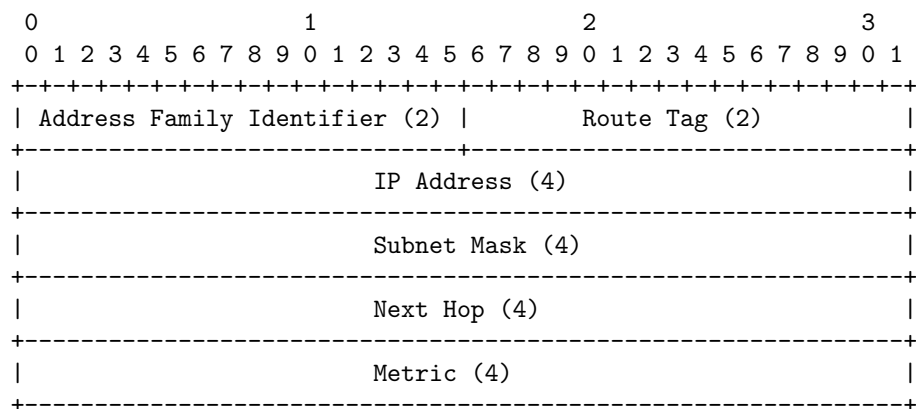 0                   1                   2                   3
0 1 2 3 4 5 6 7 8 9 0 1 2 3 4 5 6 7 8 9 0 1 2 3 4 5 6 7 8 9 0 1
+-+-+-+-+-+-+-+-+-+-+-+-+-+-+-+-+-+-+-+-+-+-+-+-+-+-+-+-+-+-+-+-+
| Address Family Identifier (2) |        Route Tag (2)          |
+-------------------------------+-------------------------------+
|                         IP Address (4)                        |
+---------------------------------------------------------------+
|                         Subnet Mask (4)                       |
+---------------------------------------------------------------+
|                         Next Hop (4)                          |
+---------------------------------------------------------------+
|                         Metric (4)                            |
+---------------------------------------------------------------+